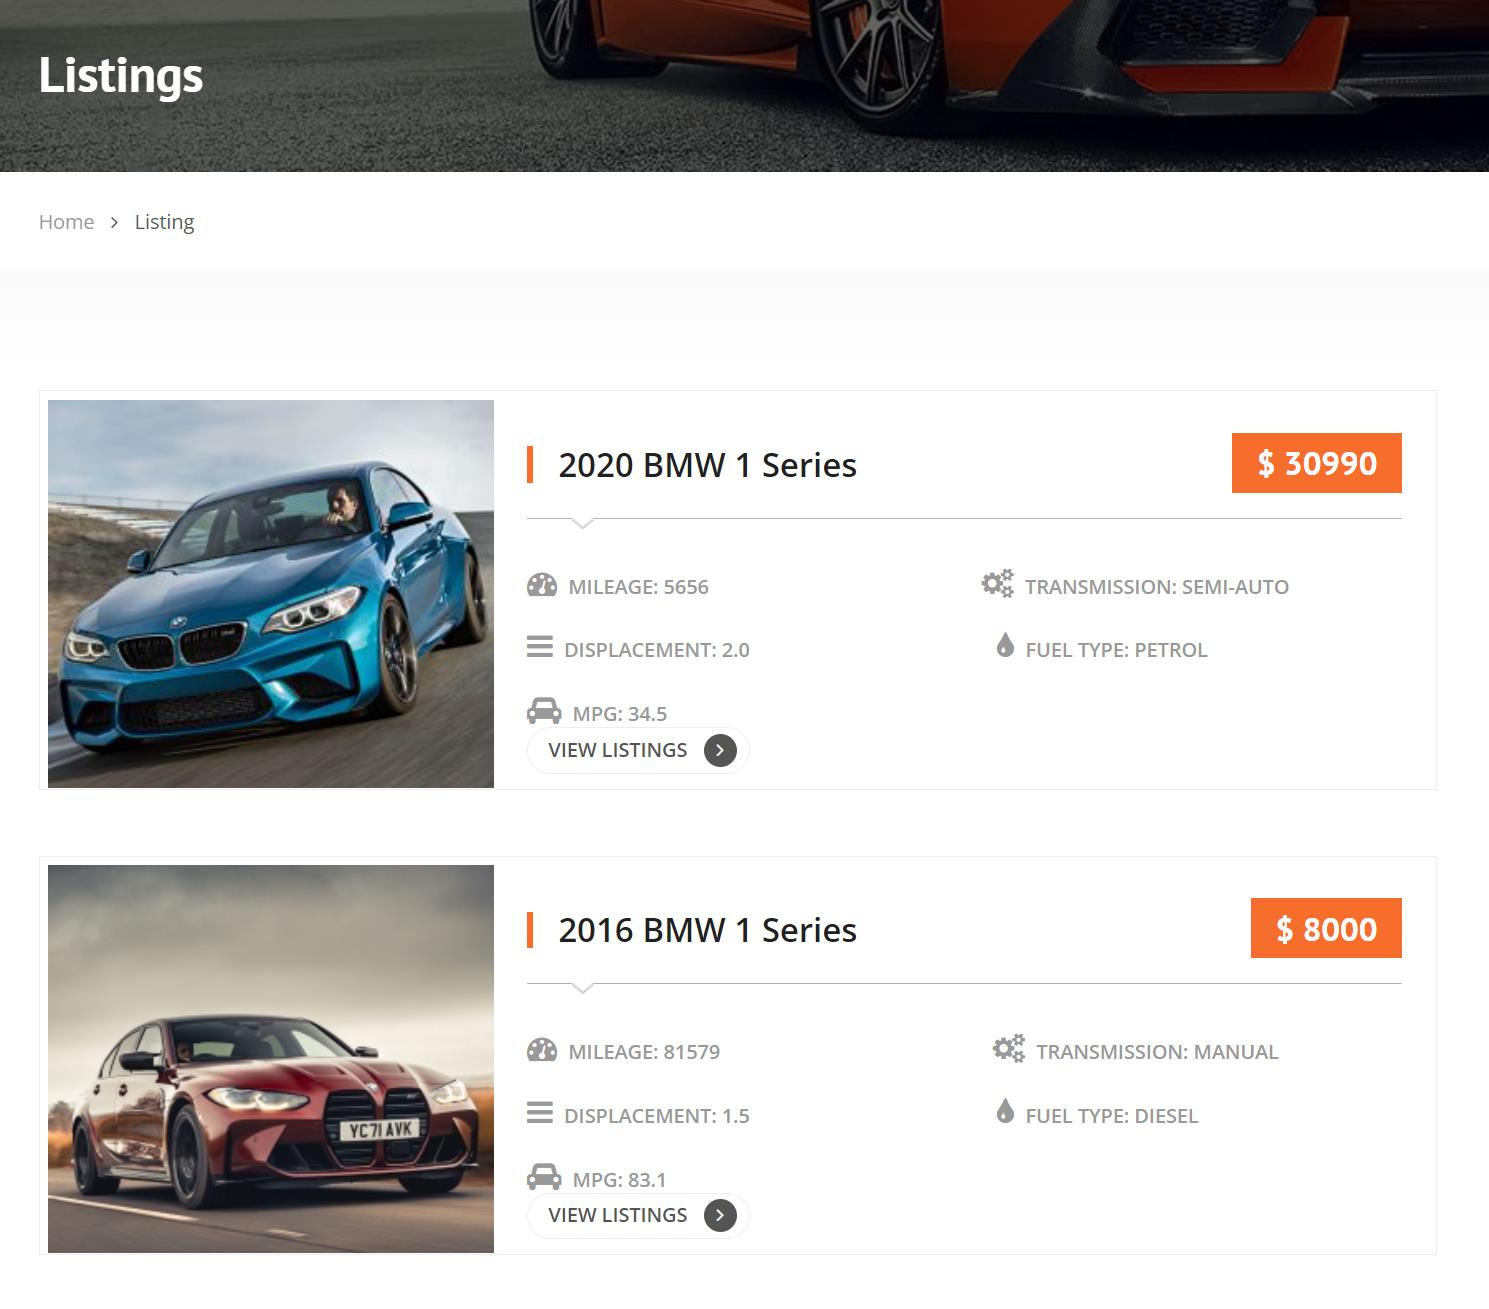 Listings
Home > Listing
2020 BMW 1 Series
$ 30990
MILEAGE: 5656
TRANSMISSION: SEMI-AUTO
DISPLACEMENT: 2.0
FUEL TYPE: PETROL
MPG: 34.5
VIEW LISTINGS
2016 BMW 1 Series
$ 8000
MILEAGE: 81579
TRANSMISSION: MANUAL
DISPLACEMENT: 1.5
FUEL TYPE: DIESEL
YC71 AVK
MPG: 83.1
VIEW LISTINGS